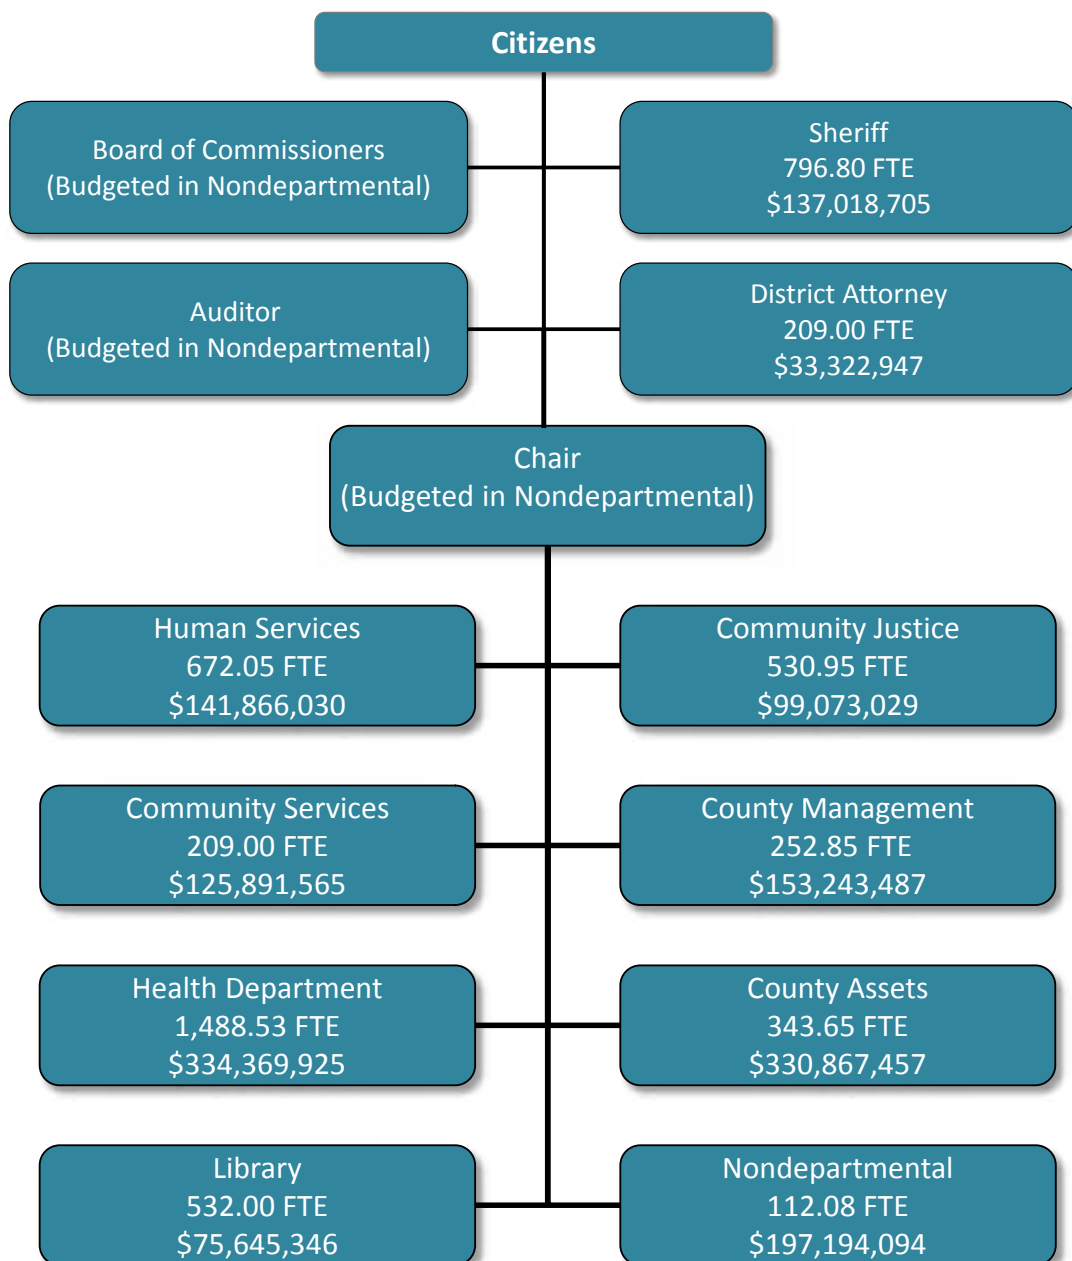 Citizens
Board of Commissioners
(Budgeted in Nondepartmental)
Sheriff
796.80 FTE
$137,018,705
Auditor
(Budgeted in Nondepartmental)
District Attorney
209.00 FTE
$33,322,947
Chair
(Budgeted in Nondepartmental)
Human Services
672.05 FTE
$141,866,030
Community Justice
530.95 FTE
$99,073,029
Community Services
209.00 FTE
$125,891,565
County Management
252.85 FTE
$153,243,487
Health Department
1,488.53 FTE
$334,369,925
County Assets
343.65 FTE
$330,867,457
Library
532.00 FTE
$75,645,346
Nondepartmental
112.08 FTE
$197,194,094